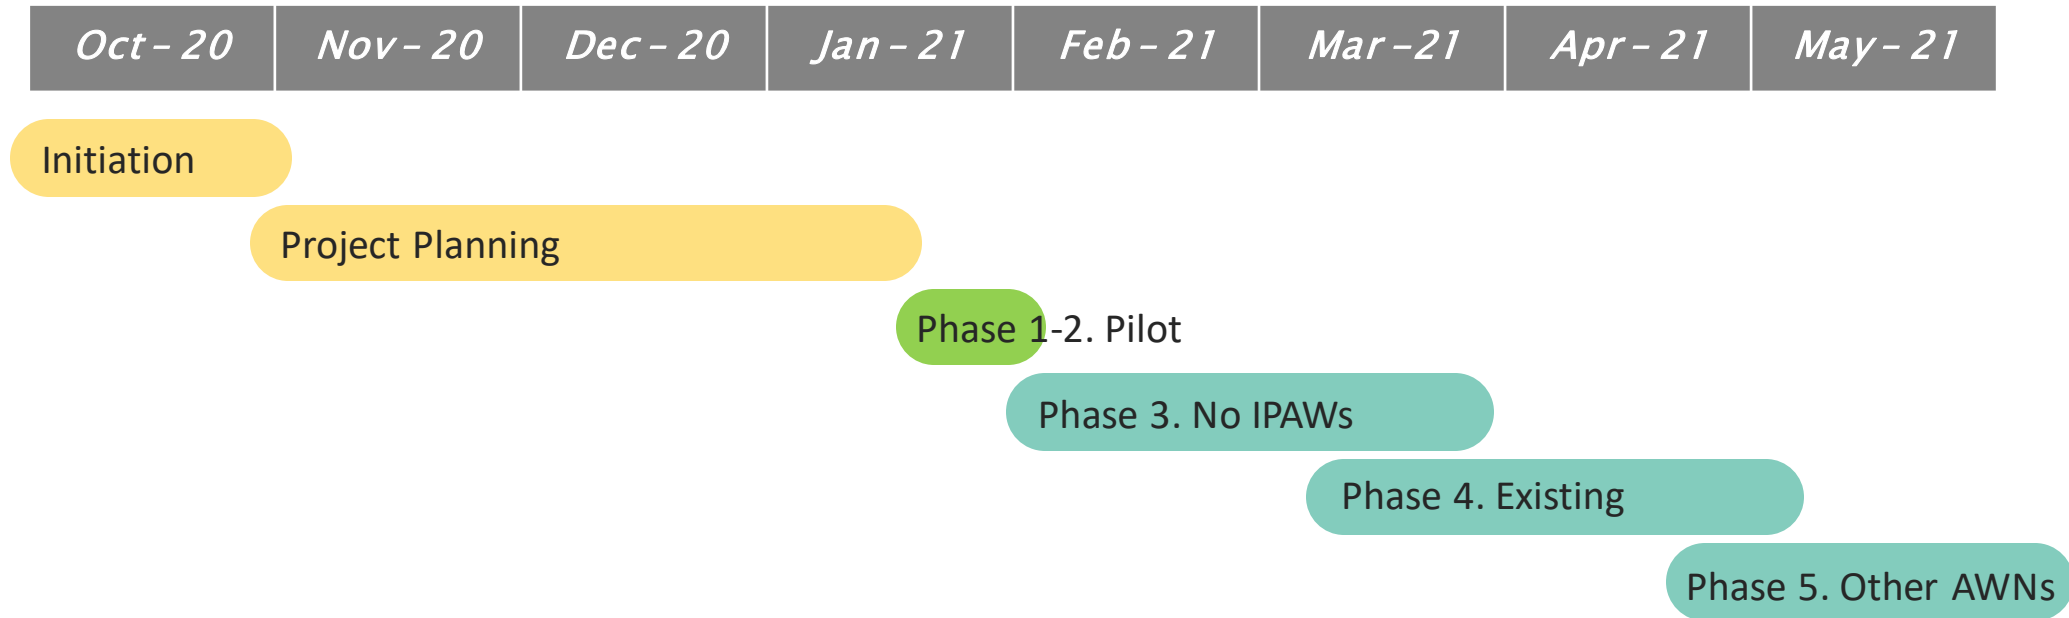 Oct – 20 Nov – 20 Dec – 20 Jan – 21 Feb – 21 Mar –21 Apr – 21 May – 21
Initiation
Project Planning
Phase 1-2. Pilot
Phase 3. No IPAWs
Phase 4. Existing
Phase 5. Other AWNs